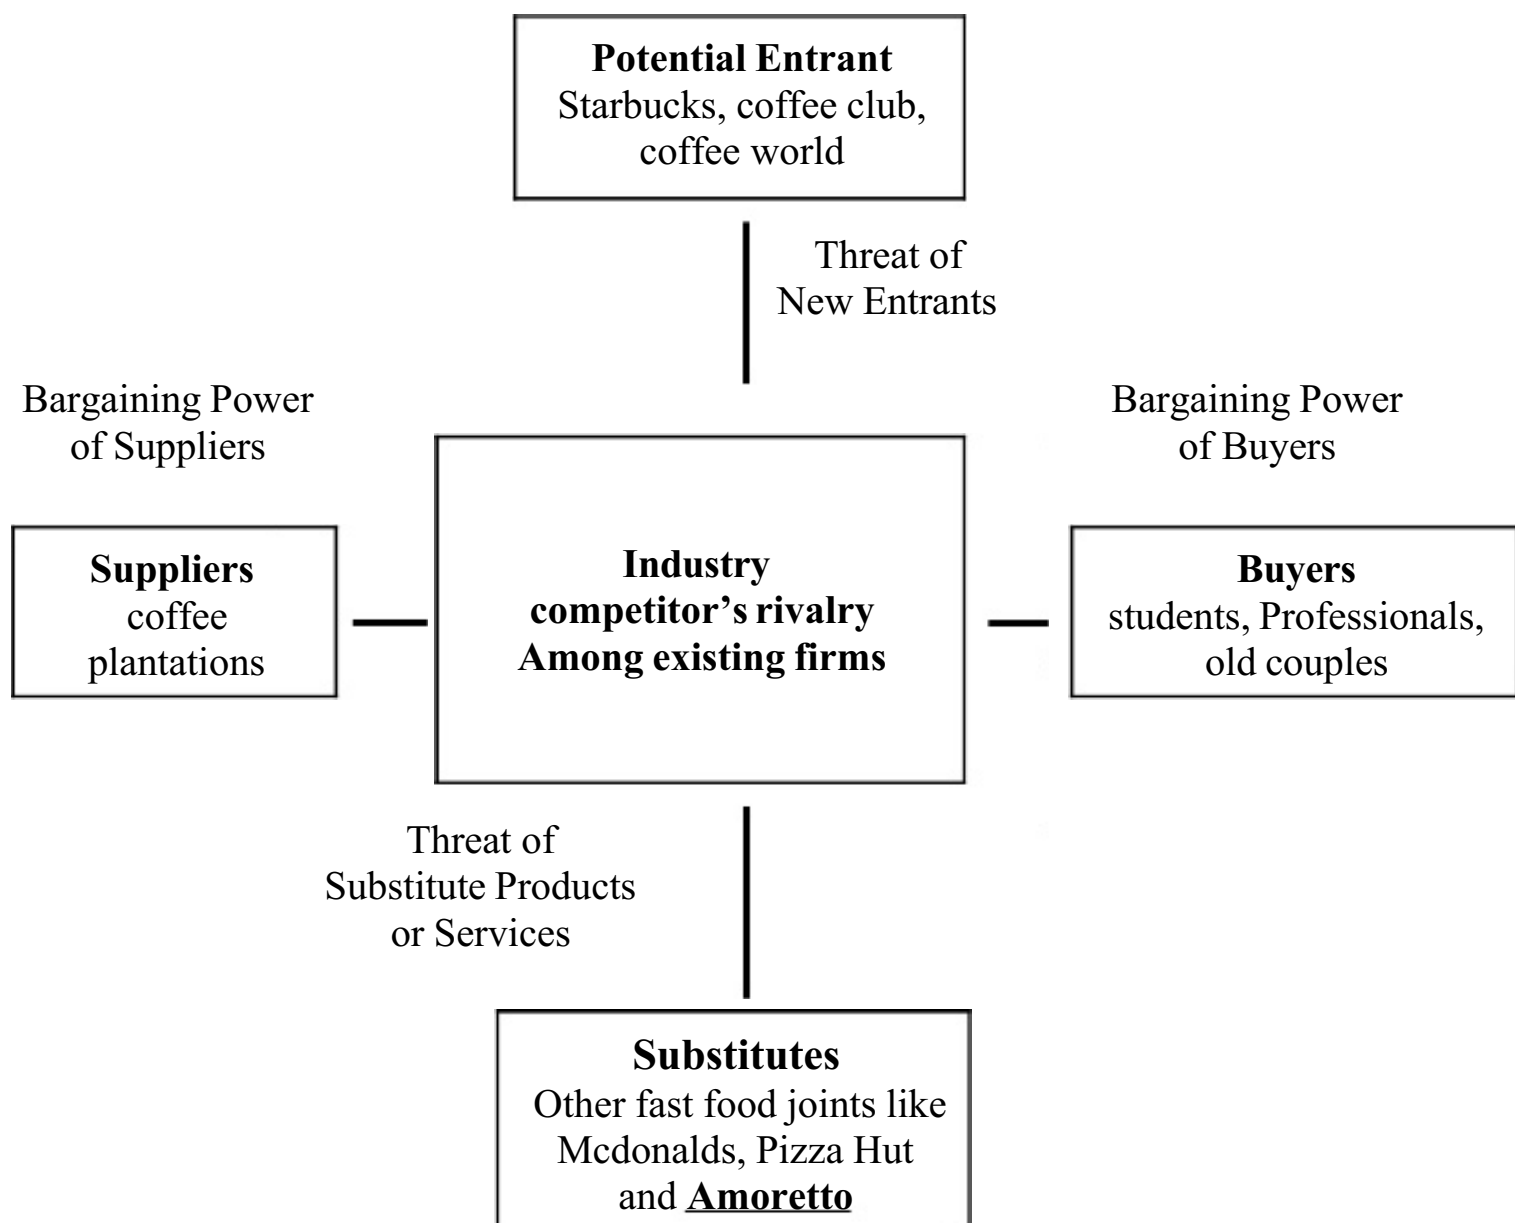 Potential Entrant
Starbucks, coffee club,
coffee world
Threat of
New Entrants
Bargaining Power
of Suppliers
Bargaining Power
of Buyers
Suppliers
coffee
plantations
Industry
competitor’s rivalry
Among existing firms
Buyers
students, Professionals,
old couples
Threat of
Substitute Products
or Services
Substitutes
Other fast food joints like
Mcdonalds, Pizza Hut
and Amoretto